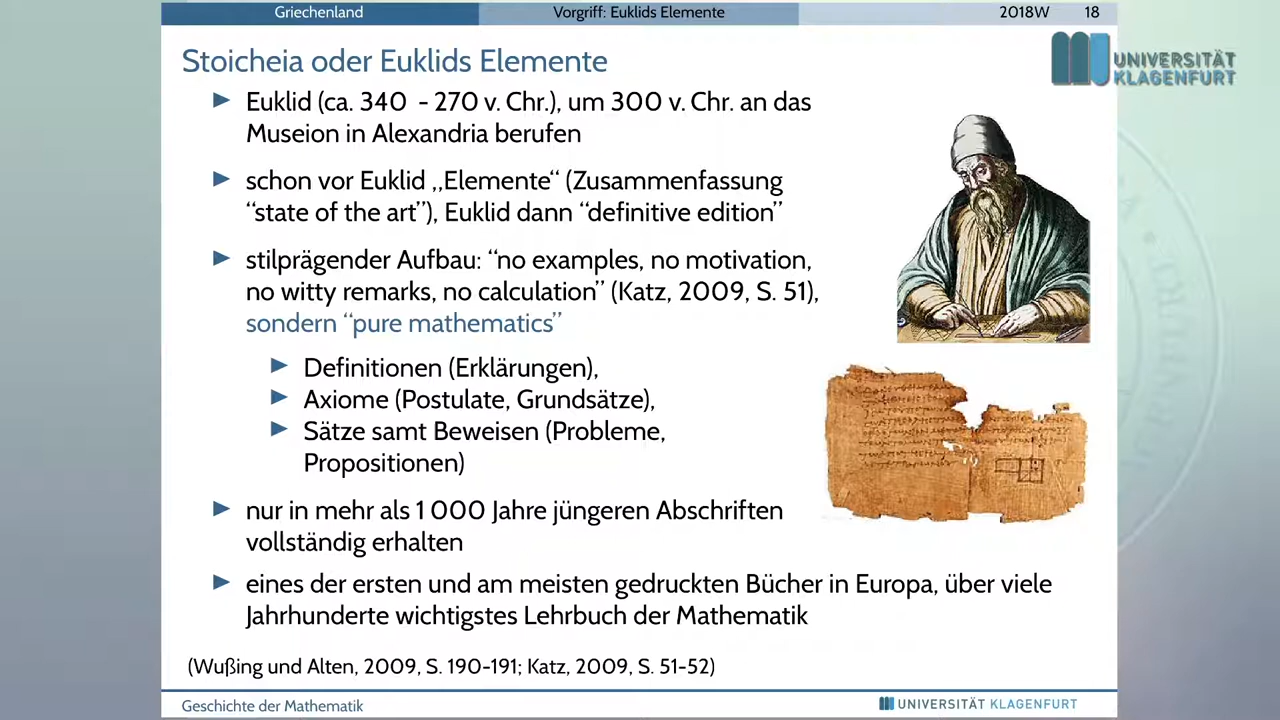 Griechenland
Vorgriff: Euklids Elemente
2018W
18
Stoicheia oder Euklids Elemente
UNIVERSITÄT
KLAGENFURT
Euklid (ca. 340 - 270 v. Chr.), um 300 v. Chr. an das
Museion in Alexandria berufen
schon vor Euklid „Elemente“ (Zusammenfassung
“state of the art”), Euklid dann “definitive edition”
stilprägender Aufbau: “no examples, no motivation,
no witty remarks, no calculation” (Katz, 2009, S. 51),
sondern “pure mathematics”
Definitionen (Erklärungen),
Axiome (Postulate, Grundsätze),
Sätze samt Beweisen (Probleme,
Propositionen)
nur in mehr als 1 000 Jahre jüngeren Abschriften
vollständig erhalten
eines der ersten und am meisten gedruckten Bücher in Europa, über viele
Jahrhunderte wichtigstes Lehrbuch der Mathematik
(Wußing und Alten, 2009, S. 190-191; Katz, 2009, S. 51-52)
Geschichte der Mathematik
UNIVERSITÄT KLAGENFURT